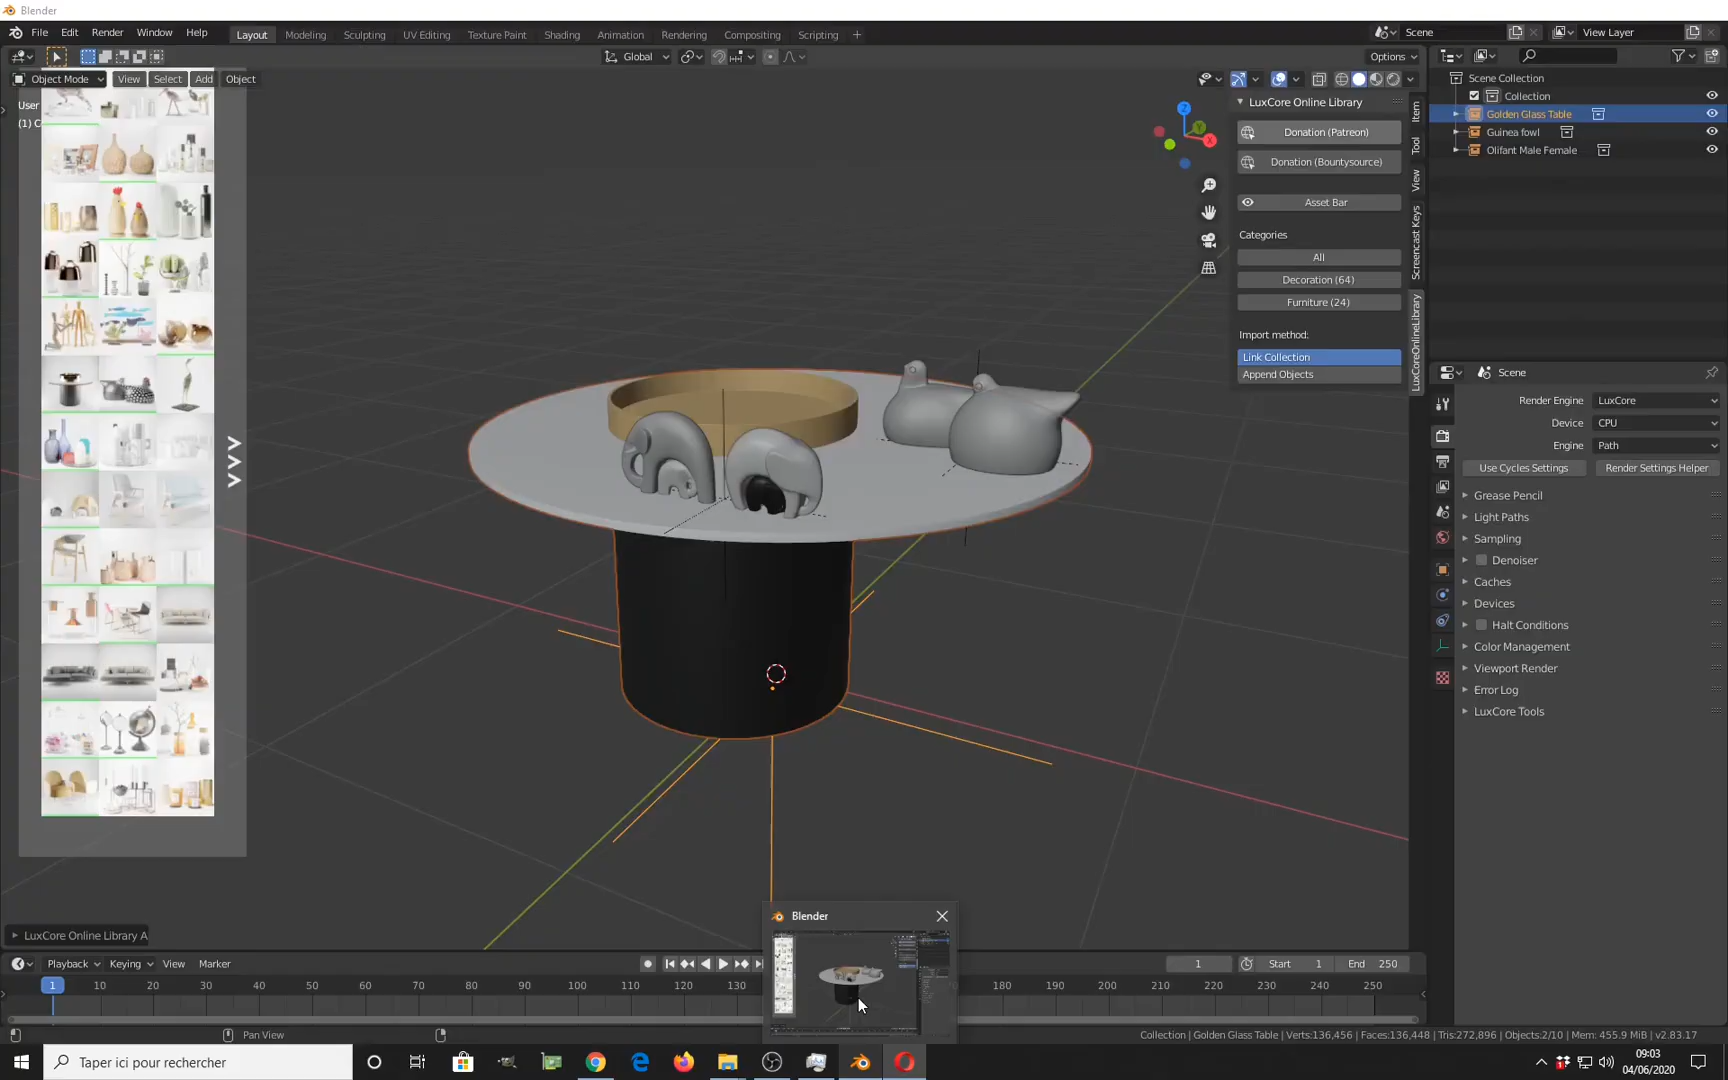 Blender
File Edit Render Window Help Layout Modeling Sculpting UV Editing Texture Paint Shading Animation Rendering Compositing Scripting + Scene View Layer
Global Options
Object Mode View Select Add Object
User
(1) C
LuxCore Online Library
Donation (Patreon)
Donation (Bountysource)
Asset Bar
Categories
All
Decoration (64)
Furniture (24)
Import method:
Link Collection
Append Objects
Item
Tool
View
Screencast Keys
LuxCoreOnlineLibrary
X
Y
Z
Scene Collection
Collection
Golden Glass Table
Guinea fowl
Olifant Male Female
Scene
Render Engine LuxCore
Device CPU
Engine Path
Use Cycles Settings Render Settings Helper
Grease Pencil
Light Paths
Sampling
Denoiser
Caches
Devices
Halt Conditions
Color Management
Viewport Render
Error Log
LuxCore Tools
LuxCore Online Library A
Blender
Playback Keying View Marker 1 Start 1 End 250
1 10 20 30 40 50 60 70 80 90 100 110 120 130 180 190 200 210 220 230 240 250
Pan View
Collection | Golden Glass Table | Verts:136,456 | Faces:136,448 | Tris:272,896 | Objects:2/10 | Mem: 455.9 MiB | v2.83.17
Taper ici pour rechercher
09:03
04/06/2020